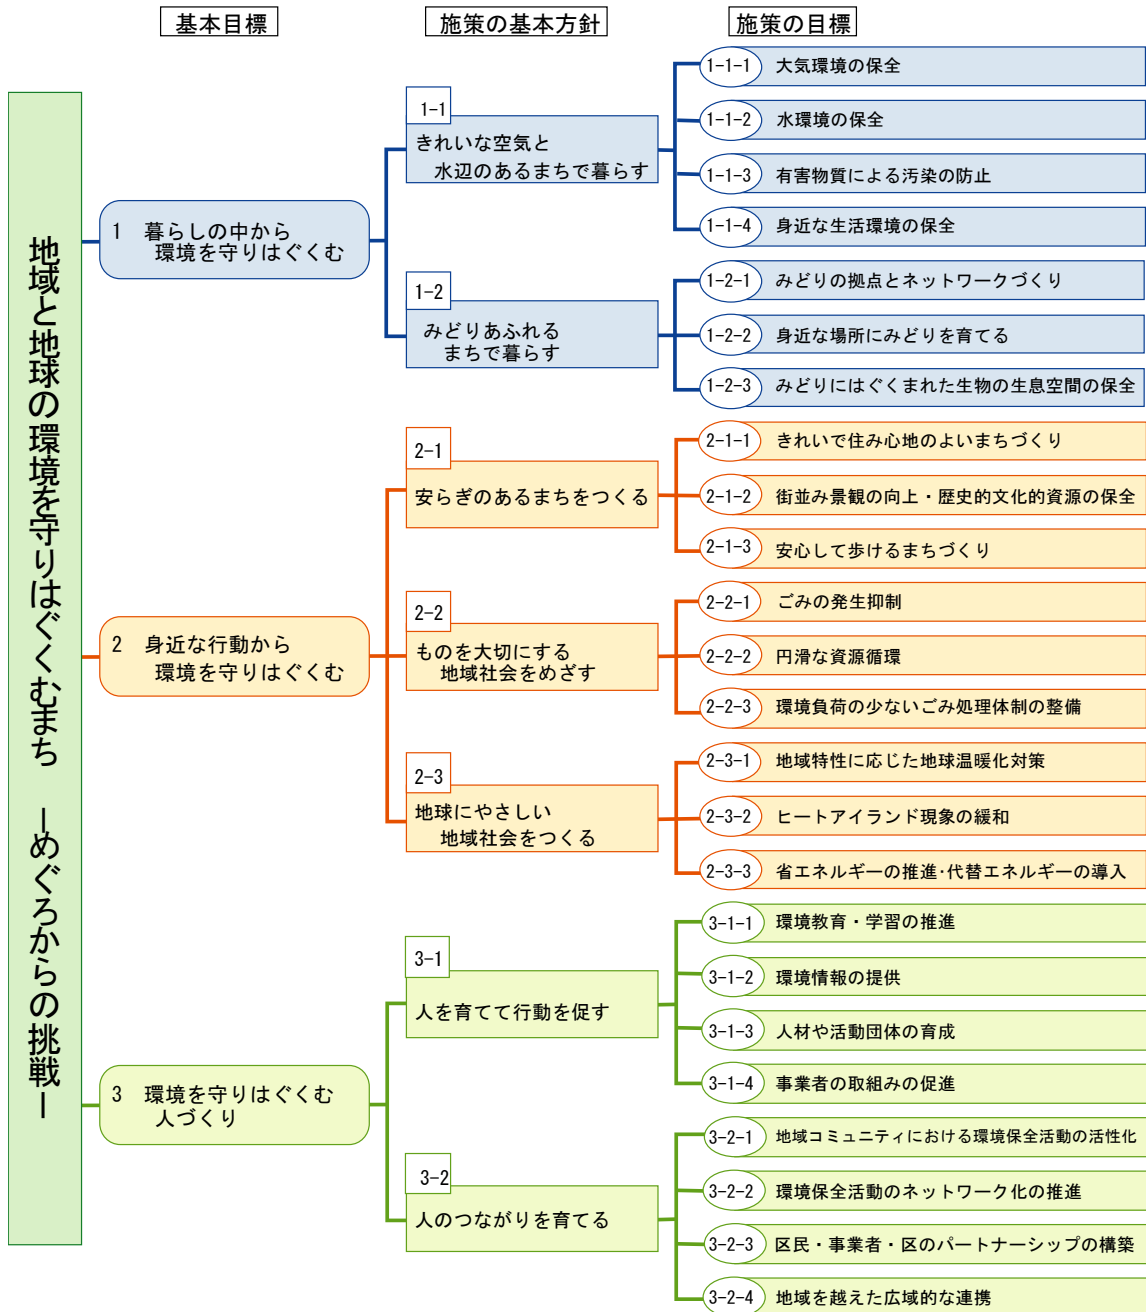 基本目標
施策の基本方針
施策の目標
地域と地球の環境を守りはぐくむまち ―めぐろからの挑戦―
1 暮らしの中から
環境を守りはぐくむ
1-1
きれいな空気と
水辺のあるまちで暮らす
1-1-1 大気環境の保全
1-1-2 水環境の保全
1-1-3 有害物質による汚染の防止
1-1-4 身近な生活環境の保全
1-2
みどりあふれる
まちで暮らす
1-2-1 みどりの拠点とネットワークづくり
1-2-2 身近な場所にみどりを育てる
1-2-3 みどりにはぐくまれた生物の生息空間の保全
2 身近な行動から
環境を守りはぐくむ
2-1
安らぎのあるまちをつくる
2-1-1 きれいで住み心地のよいまちづくり
2-1-2 街並み景観の向上・歴史的文化的資源の保全
2-1-3 安心して歩けるまちづくり
2-2
ものを大切にする
地域社会をめざす
2-2-1 ごみの発生抑制
2-2-2 円滑な資源循環
2-2-3 環境負荷の少ないごみ処理体制の整備
2-3
地球にやさしい
地域社会をつくる
2-3-1 地域特性に応じた地球温暖化対策
2-3-2 ヒートアイランド現象の緩和
2-3-3 省エネルギーの推進・代替エネルギーの導入
3 環境を守りはぐくむ
人づくり
3-1
人を育てて行動を促す
3-1-1 環境教育・学習の推進
3-1-2 環境情報の提供
3-1-3 人材や活動団体の育成
3-1-4 事業者の取組みの促進
3-2
人のつながりを育てる
3-2-1 地域コミュニティにおける環境保全活動の活性化
3-2-2 環境保全活動のネットワーク化の推進
3-2-3 区民・事業者・区のパートナーシップの構築
3-2-4 地域を越えた広域的な連携